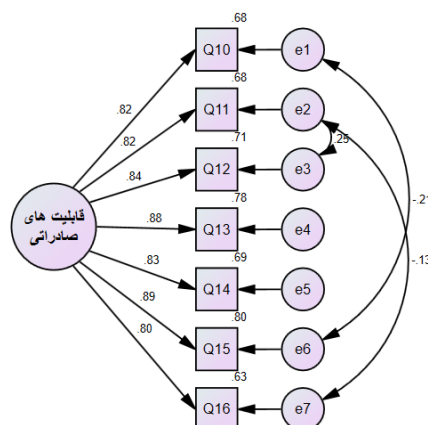 .68
Q10 e1
.68
.82
Q11 e2
.82
.71
.25
Q12 e3
.84
.78
-.21
قابلیت های
صادراتی
.88
Q13 e4
.69
-.13
.83
Q14 e5
.80
.89
Q15 e6
.63
.80
Q16 e7